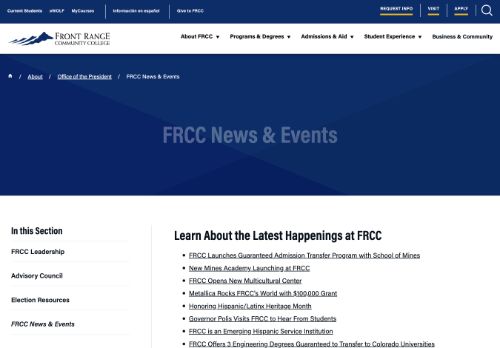 Current Students eWOLF MyCourses Información en español Give to FRCC REQUEST INFO VISIT APPLY
FRONT RANGE
COMMUNITY COLLEGE
About FRCC Programs & Degrees Admissions & Aid Student Experience Business & Community
/ About / Office of the President / FRCC News & Events
FRCC News & Events
In this Section
FRCC Leadership
Advisory Council
Election Resources
FRCC News & Events
Learn About the Latest Happenings at FRCC
FRCC Launches Guaranteed Admission Transfer Program with School of Mines
New Mines Academy Launching at FRCC
FRCC Opens New Multicultural Center
Metallica Rocks FRCC's World with $100,000 Grant
Honoring Hispanic/Latinx Heritage Month
Governor Polis Visits FRCC to Hear From Students
FRCC is an Emerging Hispanic Service Institution
FRCC Offers 3 Engineering Degrees Guaranteed to Transfer to Colorado Universities